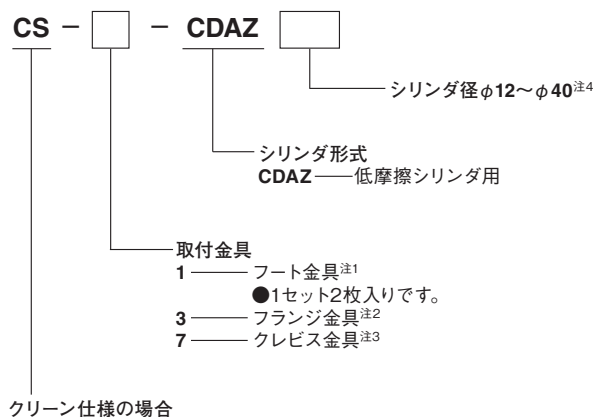 CS － □ － CDAZ □
シリンダ径φ12～φ40注4
シリンダ形式
CDAZ──低摩擦シリンダ用
取付金具
1──フート金具注1
●1セット2枚入りです。
3──フランジ金具注2
7──クレビス金具注3
クリーン仕様の場合